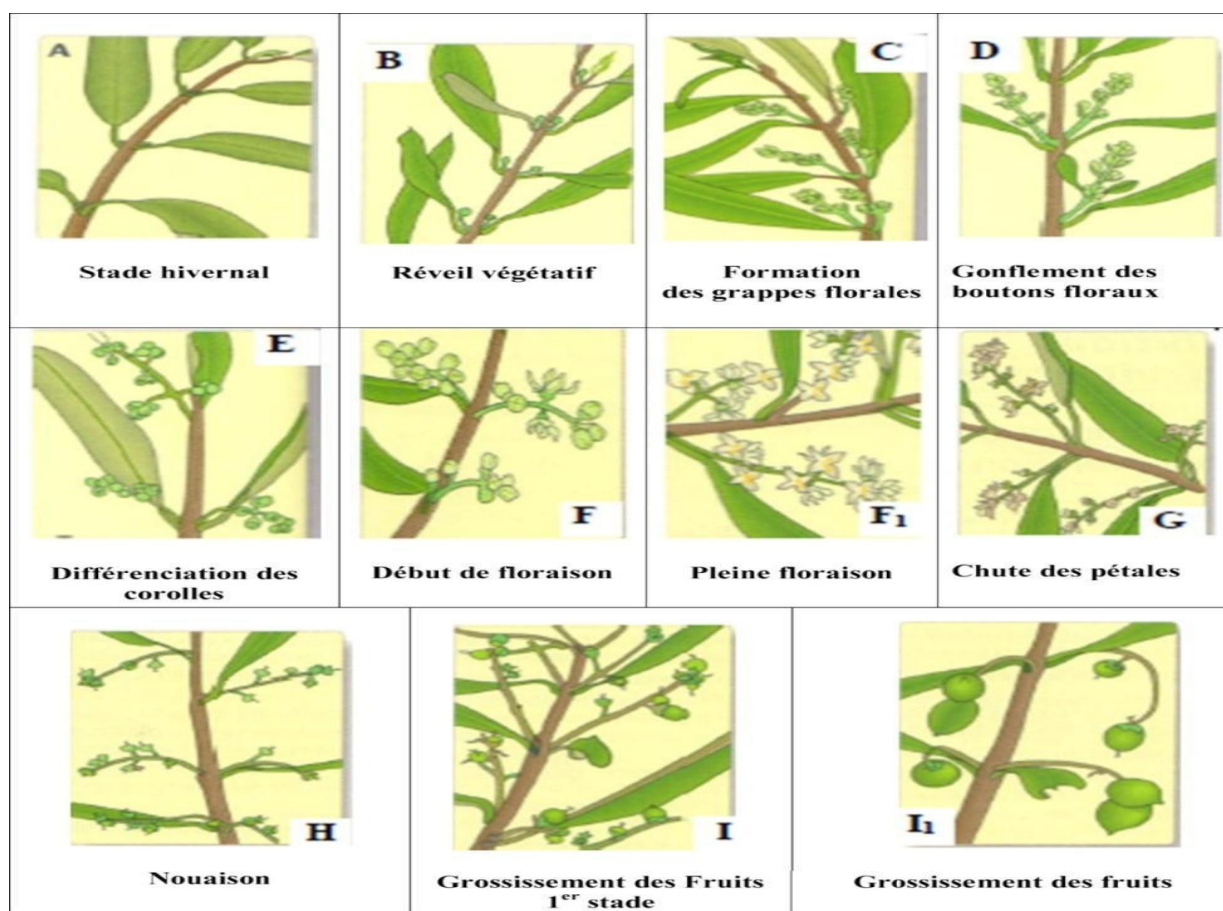 A
B
C
D
Stade hivernal
Réveil végétatif
Formation
des grappes florales
Gonflement des
boutons floraux
E
F
F1
G
Différenciation des
corolles
Début de floraison
Pleine floraison
Chute des pétales
H
I
I1
Nouaison
Grossissement des Fruits
1er stade
Grossissement des fruits